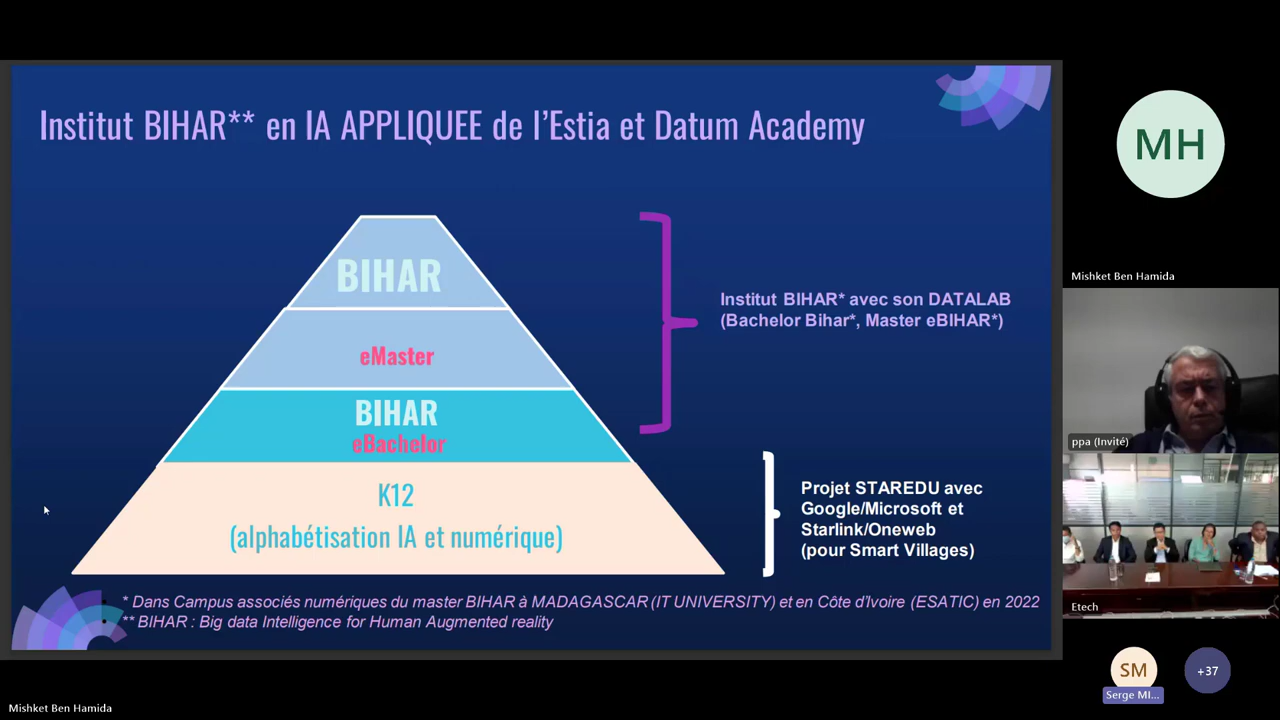 Institut BIHAR** en IA APPLIQUEE de l'Estia et Datum Academy
BIHAR
eMaster
BIHAR
eBachelor
K12
(alphabétisation IA et numérique)
Institut BIHAR* avec son DATALAB
(Bachelor Bihar*, Master eBIHAR*)
Projet STAREDU avec
Google/Microsoft et
Starlink/Oneweb
(pour Smart Villages)
* Dans Campus associés numériques du master BIHAR à MADAGASCAR (IT UNIVERSITY) et en Côte d'Ivoire (ESATIC) en 2022
** BIHAR : Big data Intelligence for Human Augmented reality
MH
Mishket Ben Hamida
ppa (Invité)
Etech
SM
Serge MI...
+37
Mishket Ben Hamida